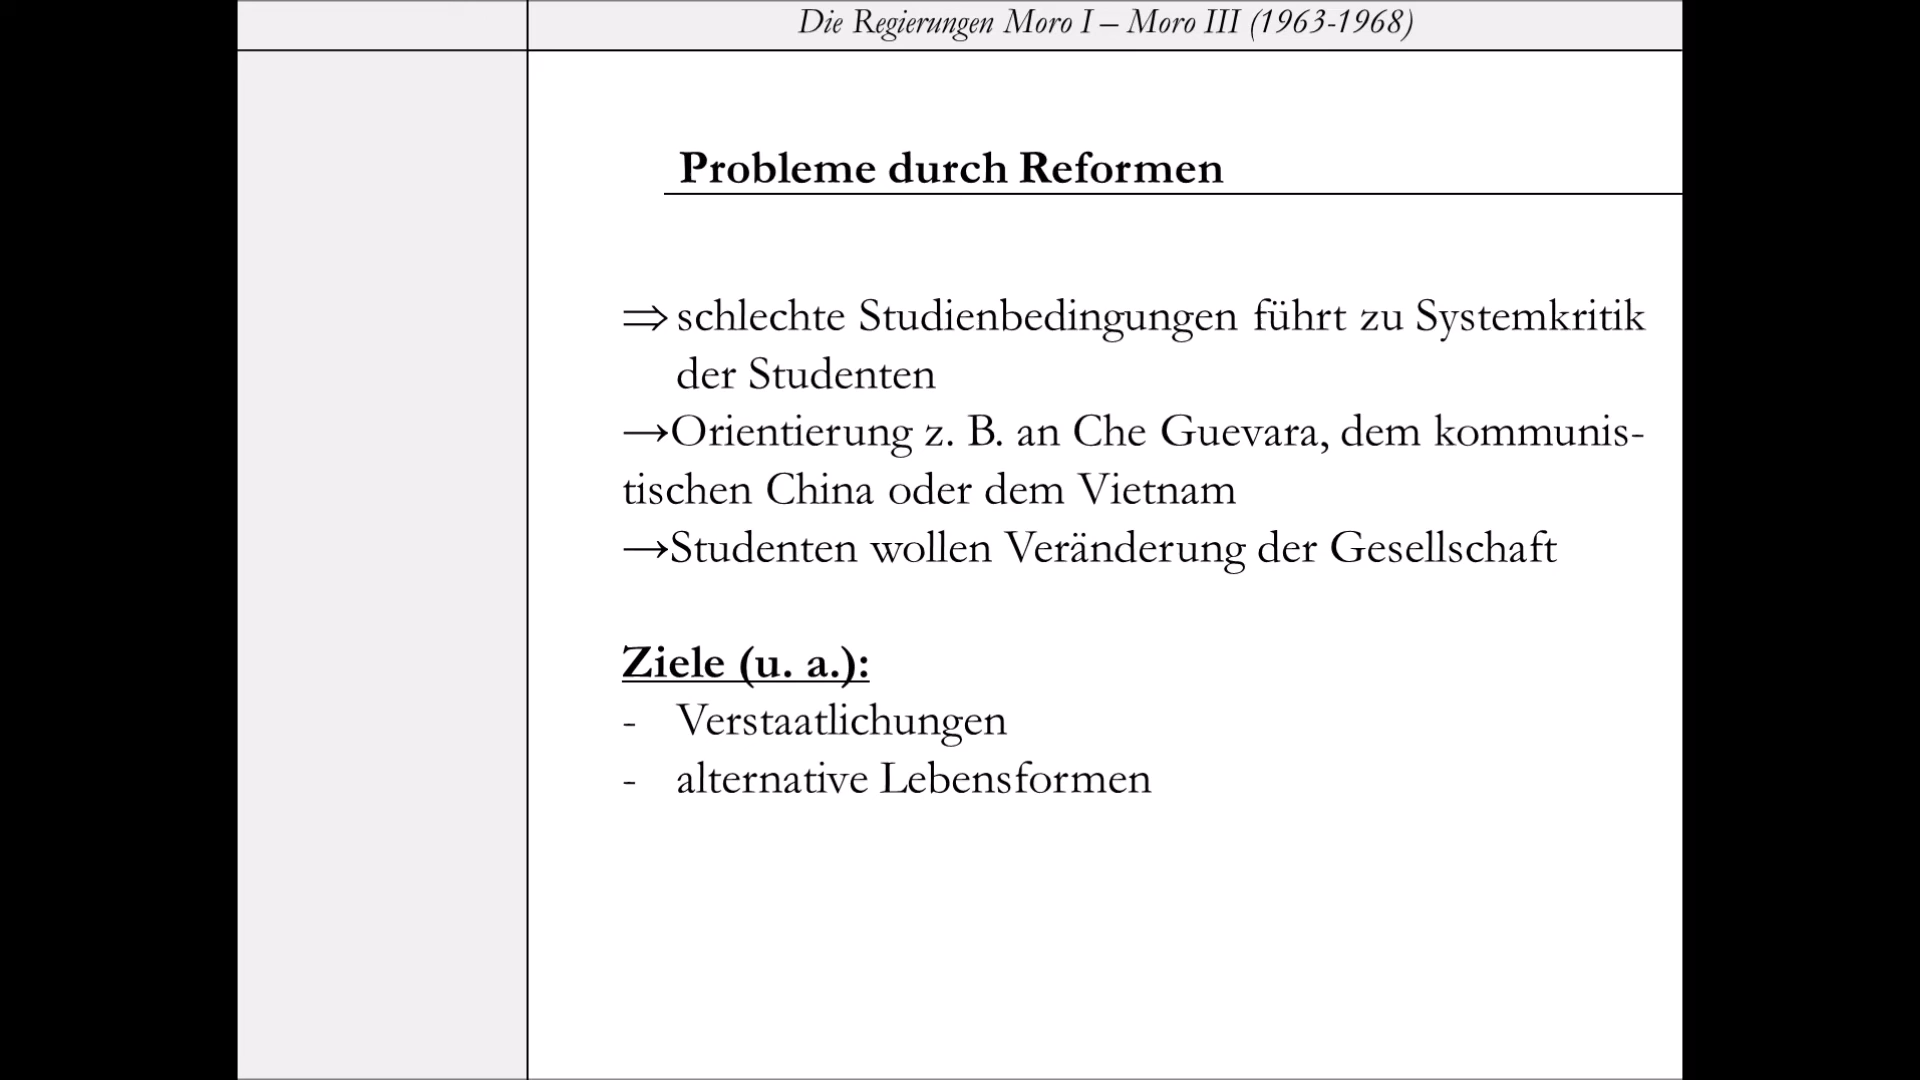 Die Regierungen Moro I – Moro III (1963-1968)
Probleme durch Reformen
⇒ schlechte Studienbedingungen führt zu Systemkritik
der Studenten
→Orientierung z. B. an Che Guevara, dem kommunis-
tischen China oder dem Vietnam
→Studenten wollen Veränderung der Gesellschaft
Ziele (u. a.):
- Verstaatlichungen
- alternative Lebensformen